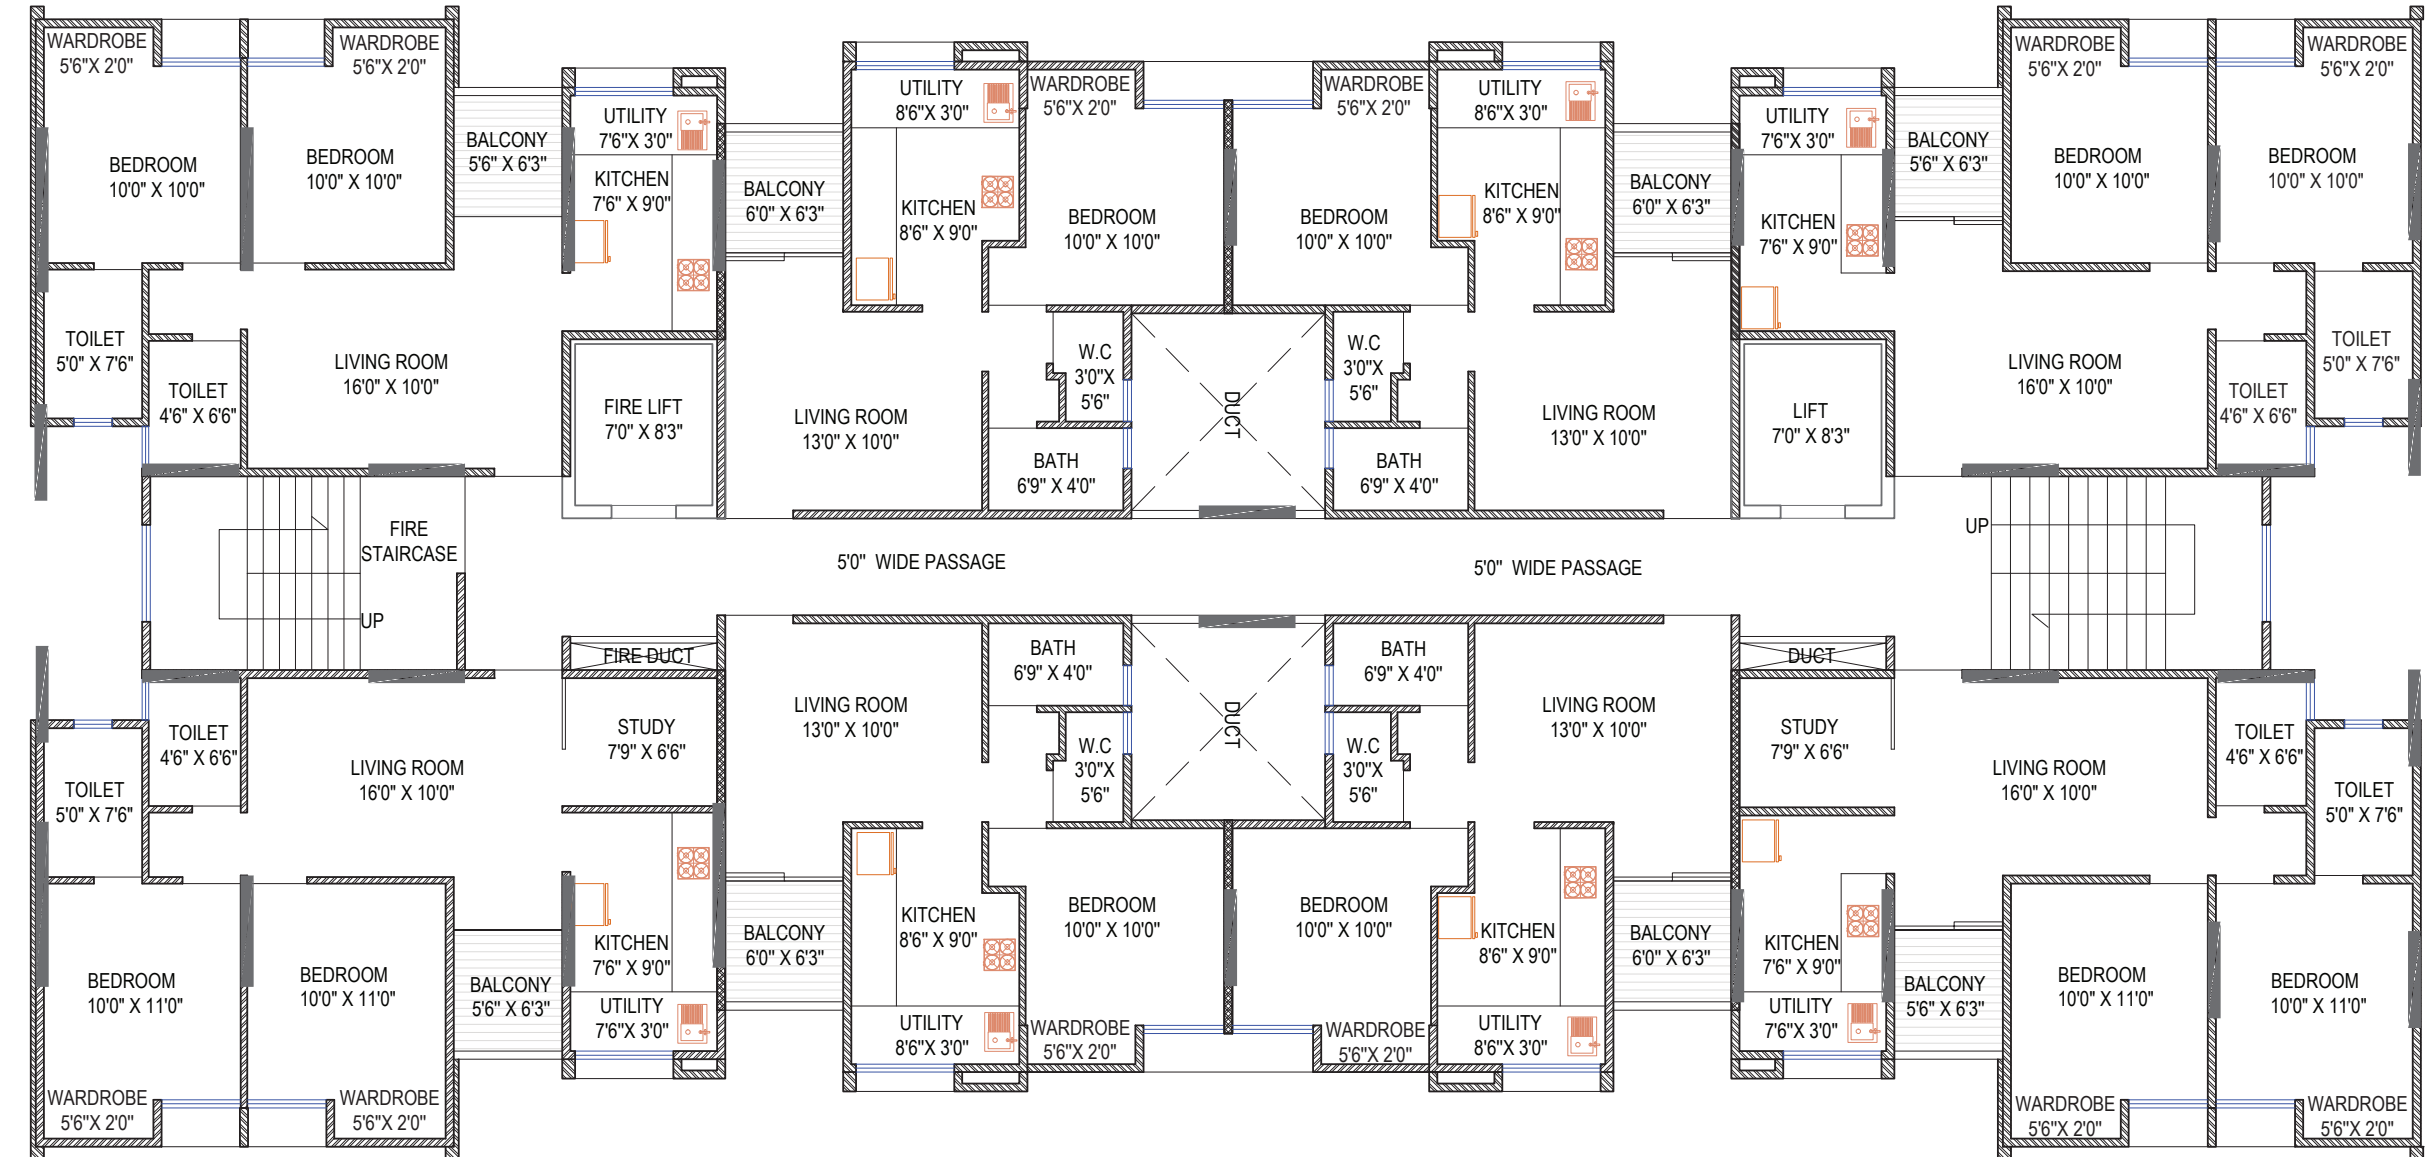 WARDROBE
5'6"X 2'0"
WARDROBE
5'6"X 2'0"
BEDROOM
10'0" X 10'0"
BEDROOM
10'0" X 10'0"
BALCONY
5'6" X 6'3"
UTILITY
7'6"X 3'0"
KITCHEN
7'6" X 9'0"
TOILET
5'0" X 7'6"
TOILET
4'6" X 6'6"
LIVING ROOM
16'0" X 10'0"
FIRE LIFT
7'0" X 8'3"
BALCONY
6'0" X 6'3"
UTILITY
8'6"X 3'0"
KITCHEN
8'6" X 9'0"
WARDROBE
5'6"X 2'0"
BEDROOM
10'0" X 10'0"
LIVING ROOM
13'0" X 10'0"
W.C
3'0"X
5'6"
BATH
6'9" X 4'0"
DUCT
WARDROBE
5'6"X 2'0"
BEDROOM
10'0" X 10'0"
UTILITY
8'6"X 3'0"
KITCHEN
8'6" X 9'0"
W.C
3'0"X
5'6"
BATH
6'9" X 4'0"
LIVING ROOM
13'0" X 10'0"
BALCONY
6'0" X 6'3"
UTILITY
7'6"X 3'0"
KITCHEN
7'6" X 9'0"
BALCONY
5'6" X 6'3"
WARDROBE
5'6"X 2'0"
WARDROBE
5'6"X 2'0"
BEDROOM
10'0" X 10'0"
BEDROOM
10'0" X 10'0"
LIFT
7'0" X 8'3"
LIVING ROOM
16'0" X 10'0"
TOILET
4'6" X 6'6"
TOILET
5'0" X 7'6"
FIRE
STAIRCASE
UP
5'0" WIDE PASSAGE
5'0" WIDE PASSAGE
UP
FIRE DUCT
TOILET
5'0" X 7'6"
TOILET
4'6" X 6'6"
LIVING ROOM
16'0" X 10'0"
STUDY
7'9" X 6'6"
KITCHEN
7'6" X 9'0"
UTILITY
7'6"X 3'0"
BALCONY
5'6" X 6'3"
BEDROOM
10'0" X 11'0"
BEDROOM
10'0" X 11'0"
WARDROBE
5'6"X 2'0"
WARDROBE
5'6"X 2'0"
LIVING ROOM
13'0" X 10'0"
BATH
6'9" X 4'0"
W.C
3'0"X
5'6"
BALCONY
6'0" X 6'3"
KITCHEN
8'6" X 9'0"
UTILITY
8'6"X 3'0"
BEDROOM
10'0" X 10'0"
WARDROBE
5'6"X 2'0"
DUCT
BATH
6'9" X 4'0"
W.C
3'0"X
5'6"
LIVING ROOM
13'0" X 10'0"
BEDROOM
10'0" X 10'0"
WARDROBE
5'6"X 2'0"
KITCHEN
8'6" X 9'0"
UTILITY
8'6"X 3'0"
BALCONY
6'0" X 6'3"
DUCT
STUDY
7'9" X 6'6"
LIVING ROOM
16'0" X 10'0"
TOILET
4'6" X 6'6"
TOILET
5'0" X 7'6"
KITCHEN
7'6" X 9'0"
UTILITY
7'6"X 3'0"
BALCONY
5'6" X 6'3"
BEDROOM
10'0" X 11'0"
BEDROOM
10'0" X 11'0"
WARDROBE
5'6"X 2'0"
WARDROBE
5'6"X 2'0"